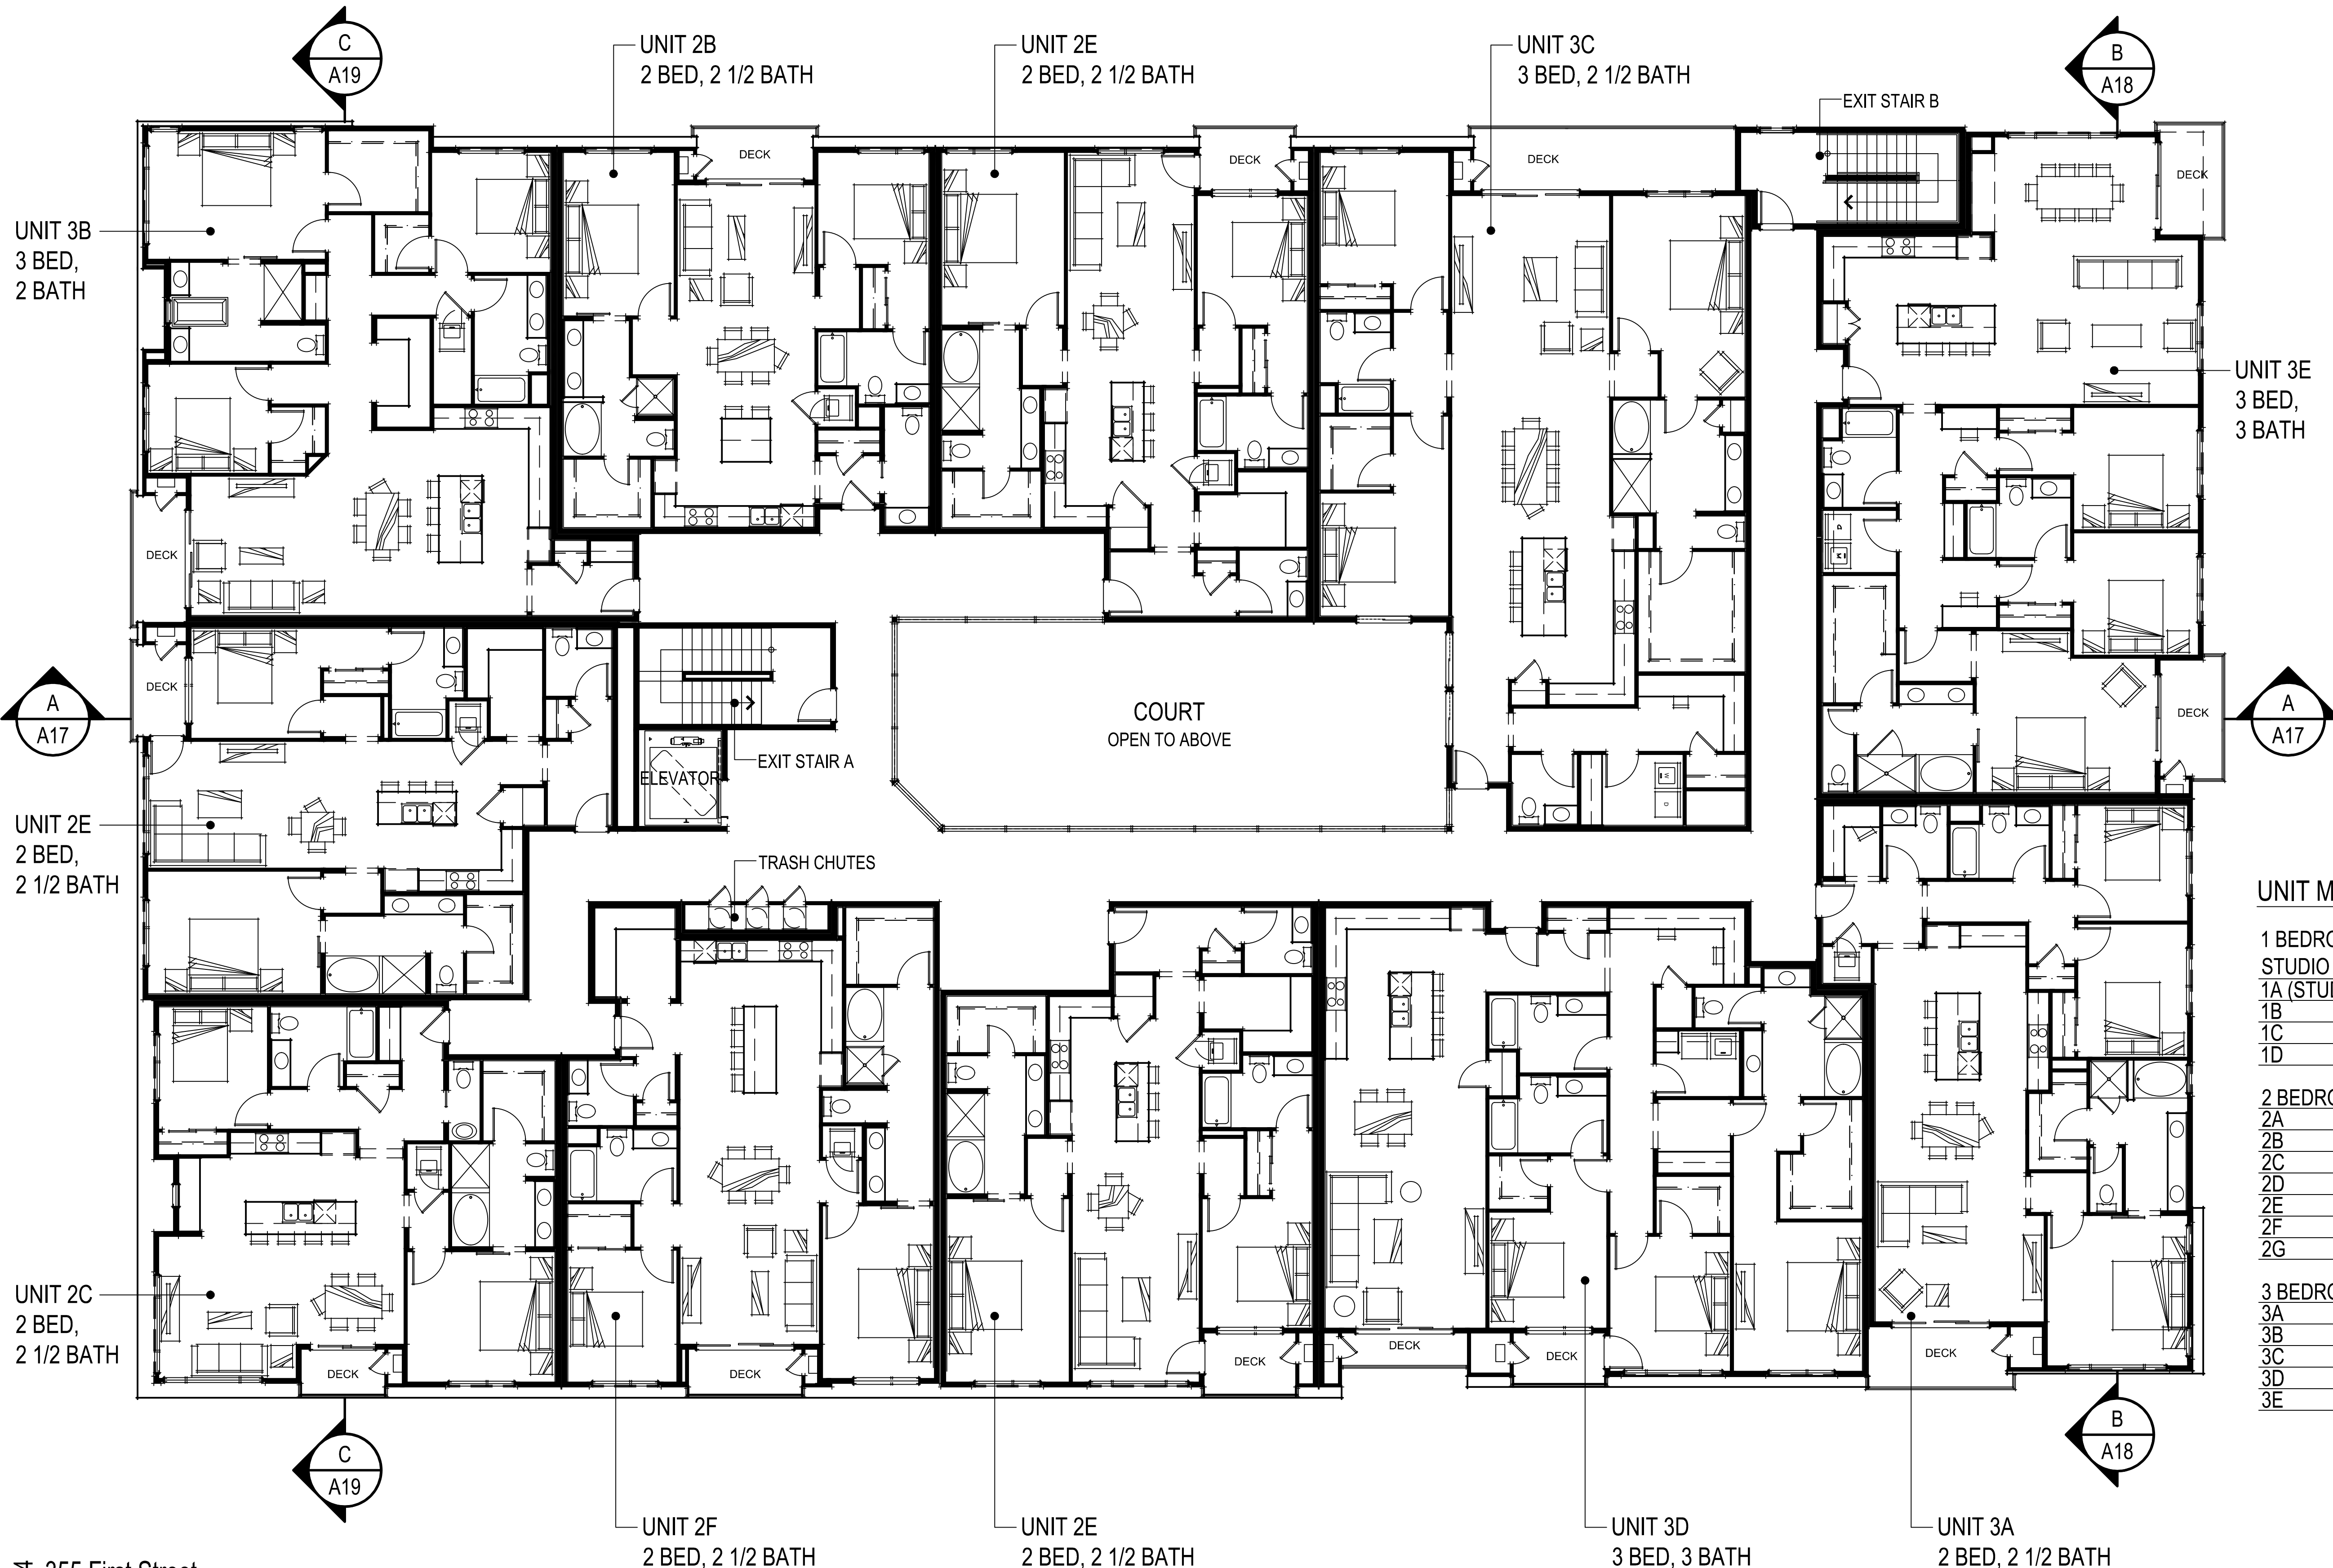 C
A19
UNIT 2B
2 BED, 2 1/2 BATH
UNIT 2E
2 BED, 2 1/2 BATH
UNIT 3C
3 BED, 2 1/2 BATH
B
A18
EXIT STAIR B
DECK
DECK
DECK
DECK
UNIT 3B
3 BED,
2 BATH
UNIT 3E
3 BED,
3 BATH
DECK
DECK
A
A17
COURT
OPEN TO ABOVE
DECK
A
A17
EXIT STAIR A
ELEVATOR
UNIT 2E
2 BED,
2 1/2 BATH
TRASH CHUTES
UNIT M
1 BEDRO
STUDIO
1A (STUD
1B
1C
1D
2 BEDRO
2A
2B
2C
2D
2E
2F
2G
3 BEDRO
3A
3B
3C
3D
3E
UNIT 2C
2 BED,
2 1/2 BATH
DECK
DECK
DECK
DECK
DECK
DECK
C
A19
B
A18
UNIT 2F
2 BED, 2 1/2 BATH
UNIT 2E
2 BED, 2 1/2 BATH
UNIT 3D
3 BED, 3 BATH
UNIT 3A
2 BED, 2 1/2 BATH
355 First Street